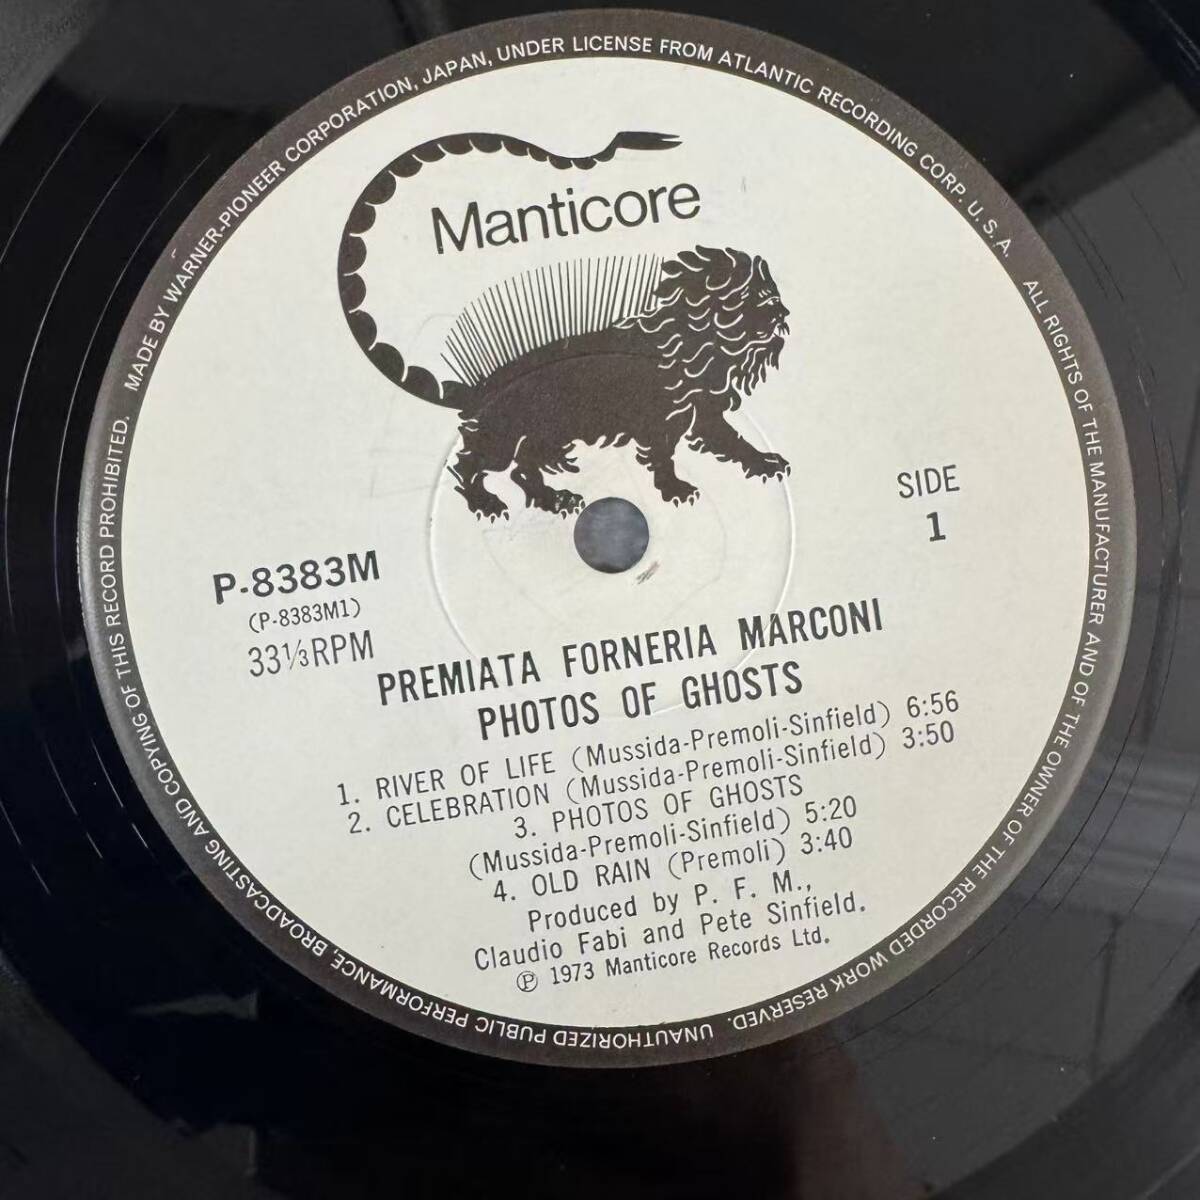 MADE BY WARNER-PIONEER CORPORATION, JAPAN, UNDER LICENSE FROM ATLANTIC RECORDING CORP. U.S.A. ALL RIGHTS OF THE MANUFACTURER AND OF THE OWNER OF THE RECORDED WORK RESERVED. UNAUTHORIZED PUBLIC PERFORMANCE, BROADCASTING AND COPYING OF THIS RECORD PROHIBITED.
Manticore
SIDE
1
P-8383M
(P-8383M1)
33⅓RPM
PREMIATA FORNERIA MARCONI
PHOTOS OF GHOSTS
1. RIVER OF LIFE (Mussida-Premoli-Sinfield) 6:56
2. CELEBRATION (Mussida-Premoli-Sinfield) 3:50
3. PHOTOS OF GHOSTS
(Mussida-Premoli-Sinfield) 5:20
4. OLD RAIN (Premoli) 3:40
Produced by P. F. M.,
Claudio Fabi and Pete Sinfield.
℗ 1973 Manticore Records Ltd.